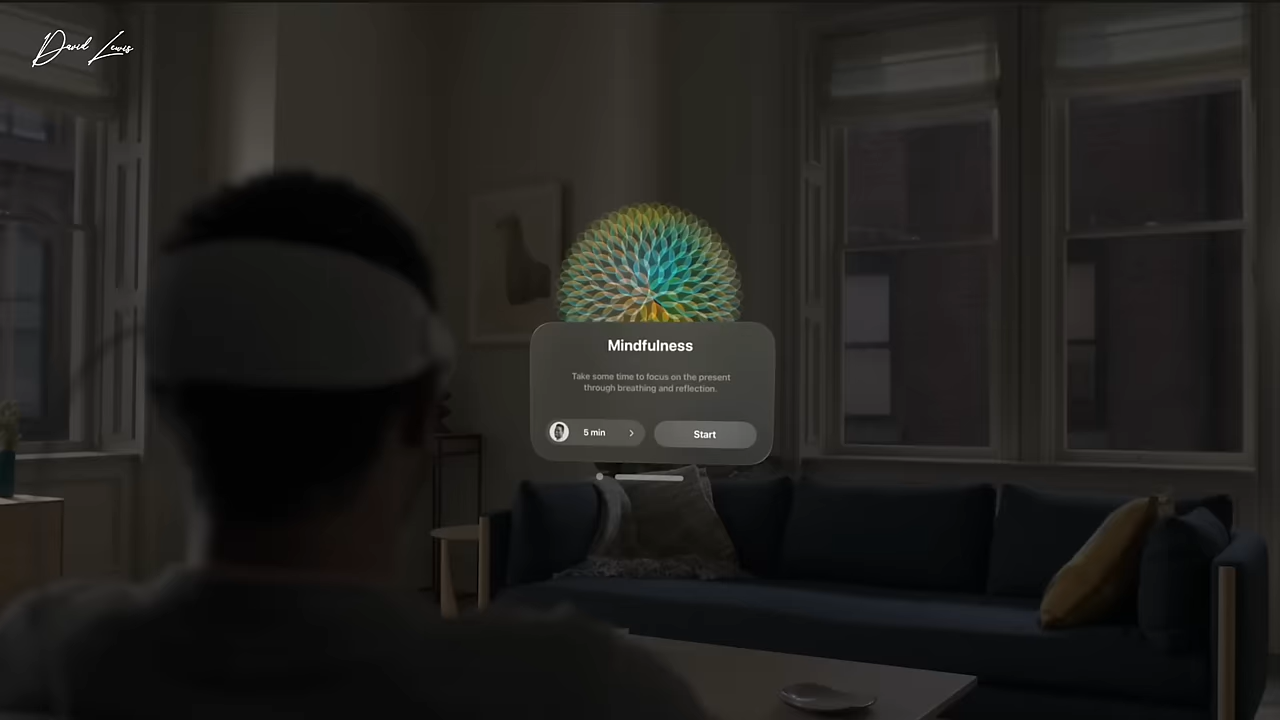 David Lewis
Mindfulness
Take some time to focus on the present
through breathing and reflection.
5 min
Start